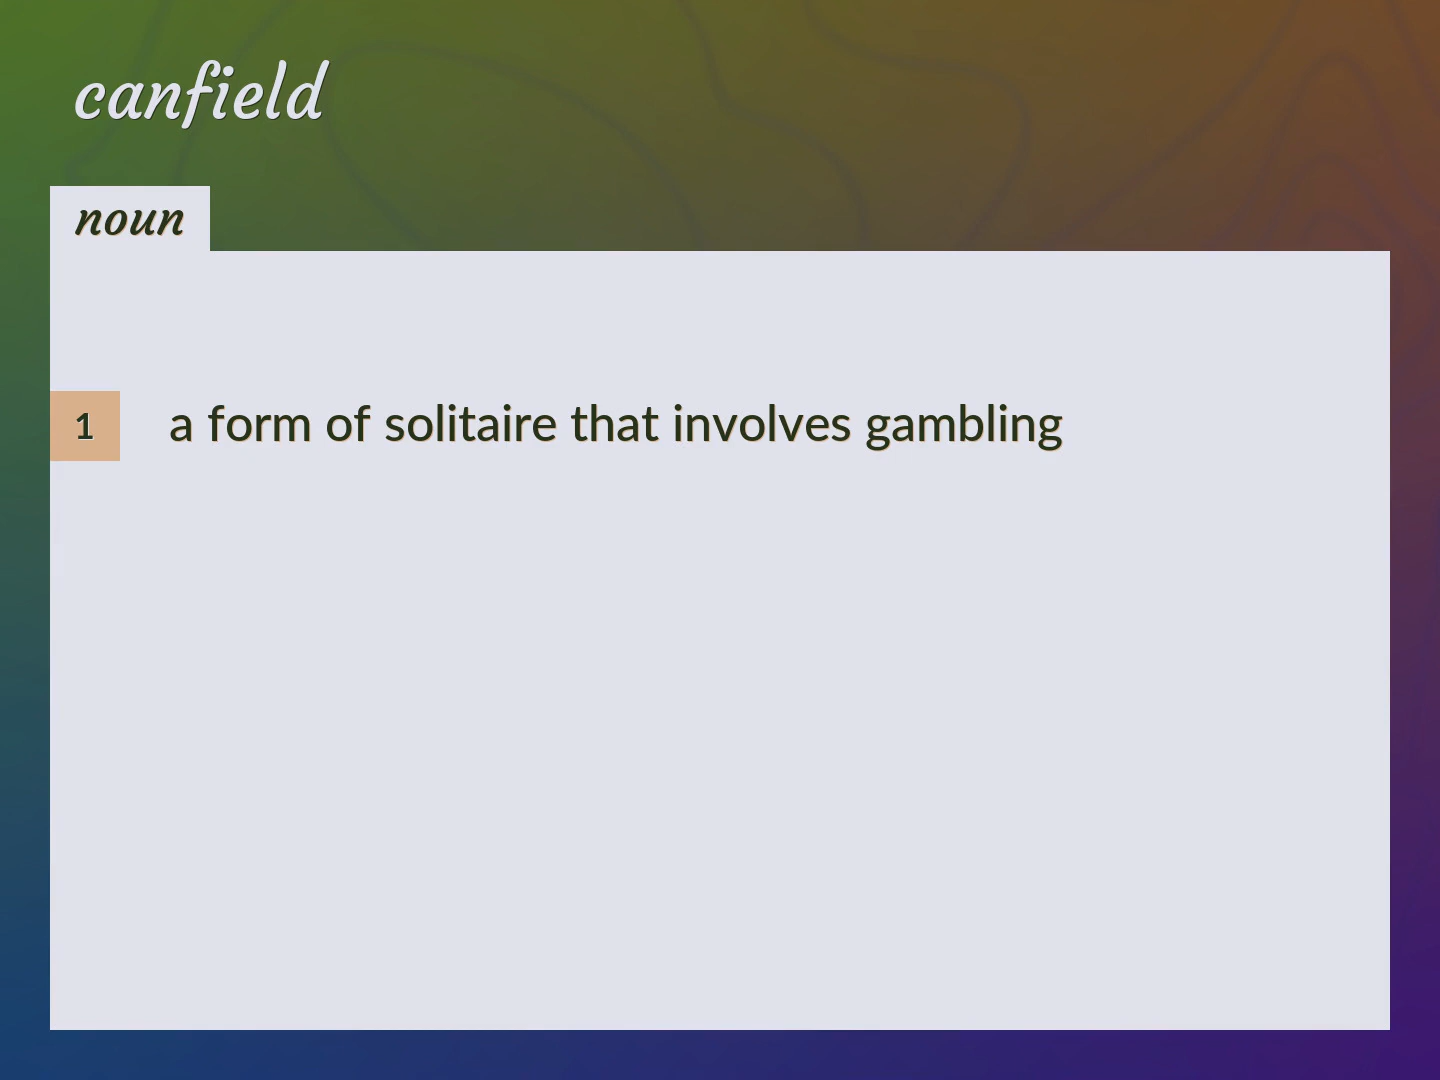 canfield
noun
1 a form of solitaire that involves gambling